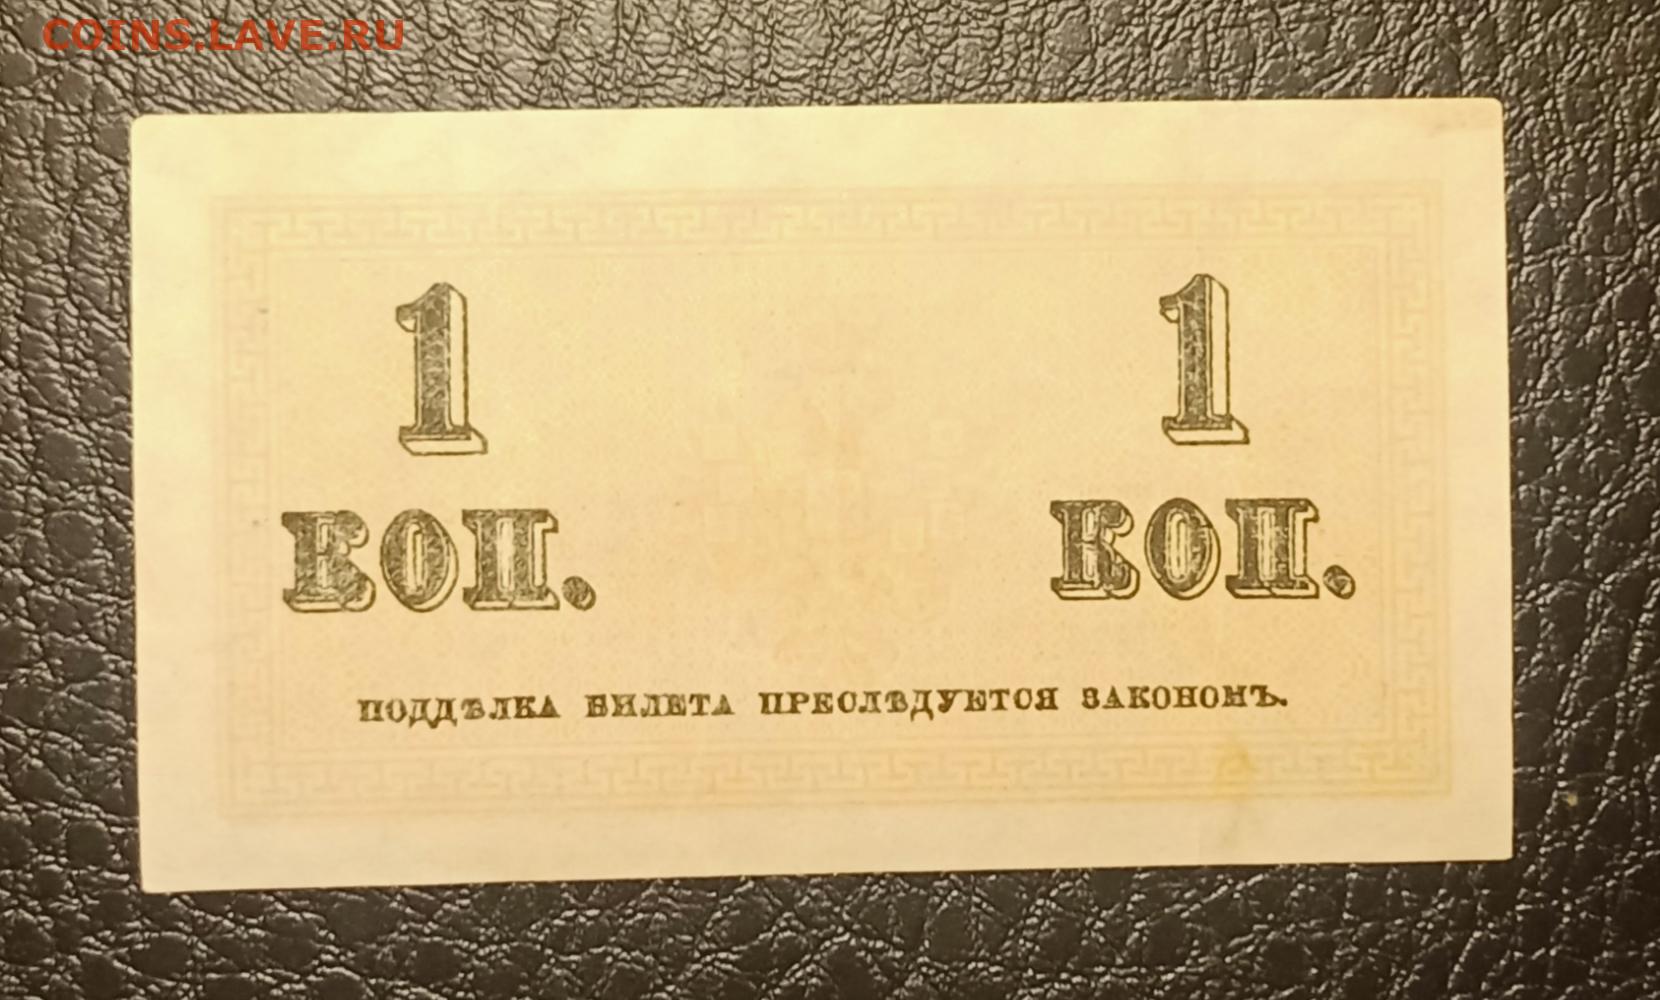 COINS.LAVE.RU
1 1
КОП. КОП.
ПОДДѢЛКА БИЛЕТА ПРЕСЛѢДУЕТСЯ ЗАКОНОМЪ.